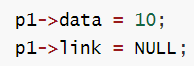 p1->data = 10;
p1->link = NULL;